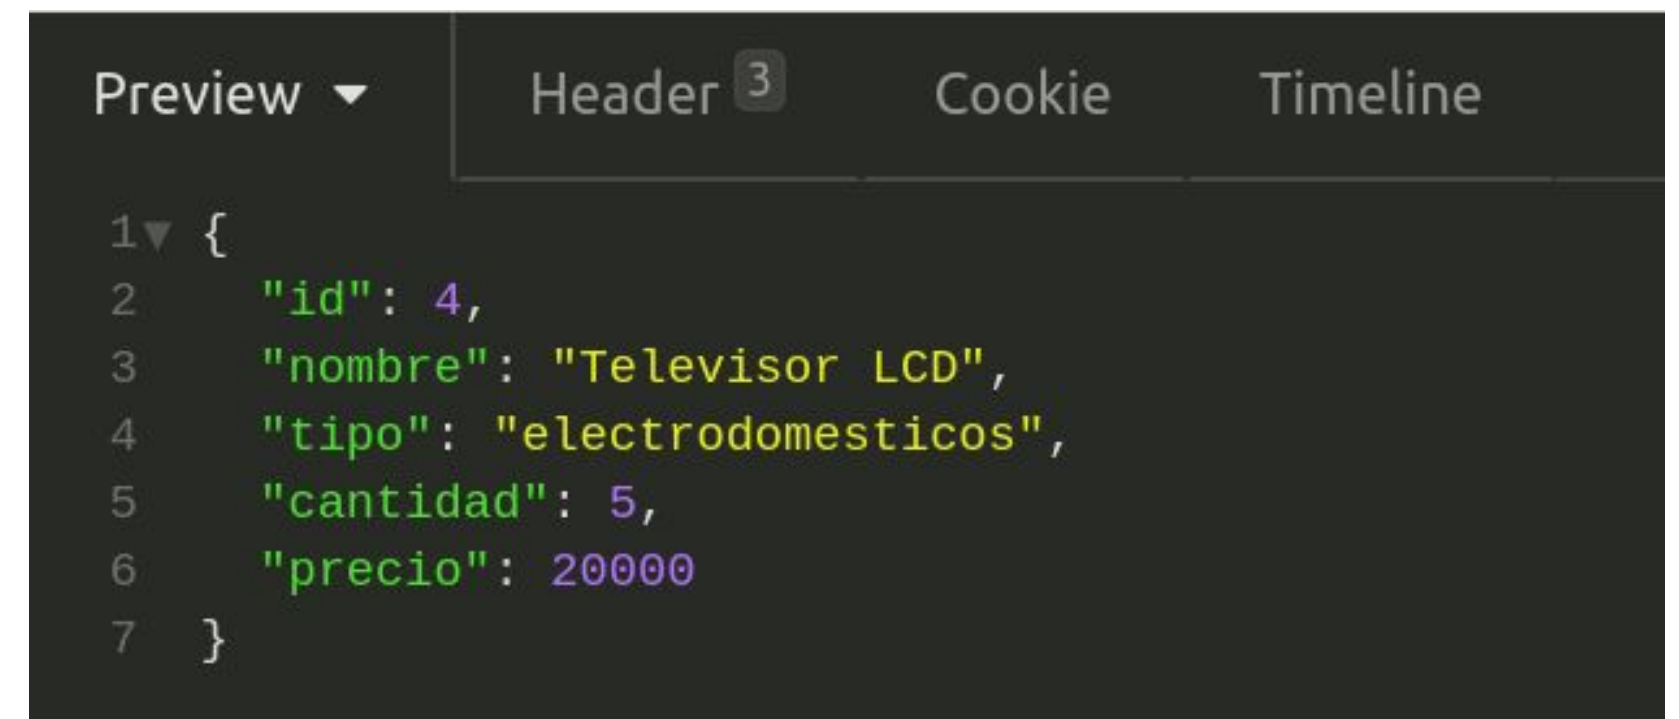 Preview Header 3 Cookie Timeline
1 {
2 "id": 4,
3 "nombre": "Televisor LCD",
4 "tipo": "electrodomesticos",
5 "cantidad": 5,
6 "precio": 20000
7 }